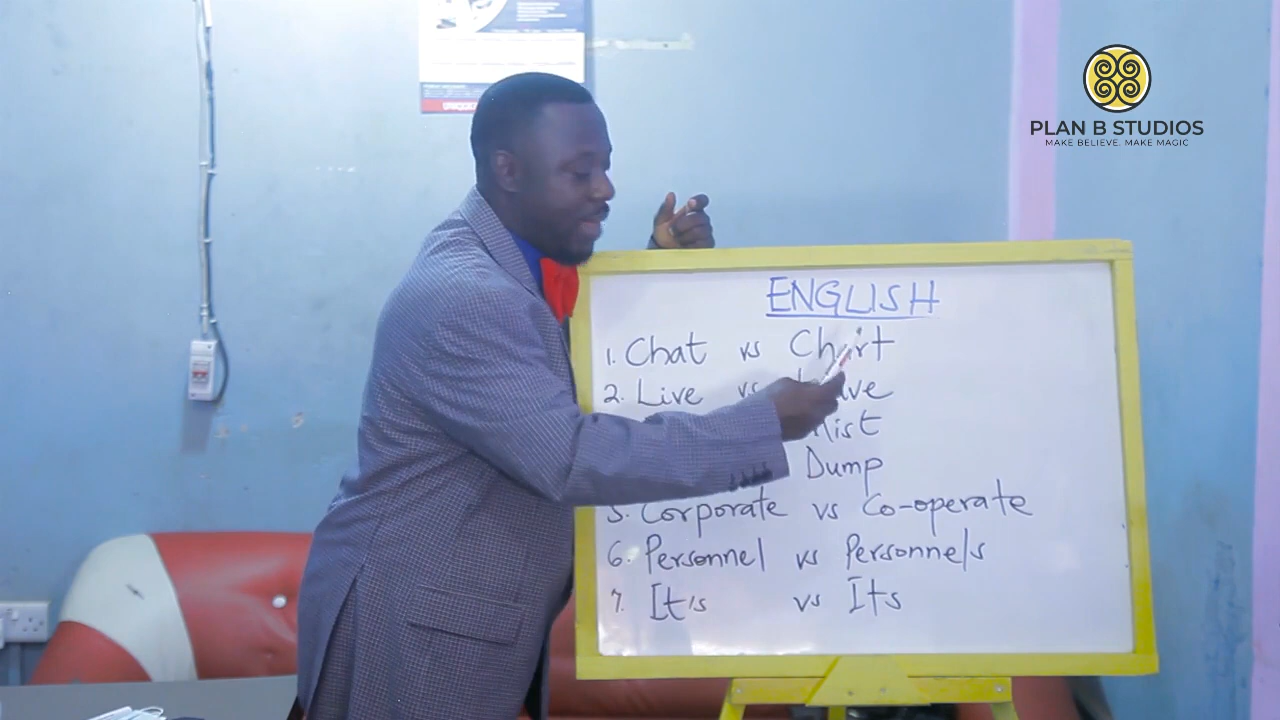 PLAN B STUDIOS
MAKE BELIEVE. MAKE MAGIC
ENGLISH
1. Chat vs Chart
2. Live vs
Dump
5. Corporate vs Co-operate
6. Personnel vs Personnels
7. It's vs Its